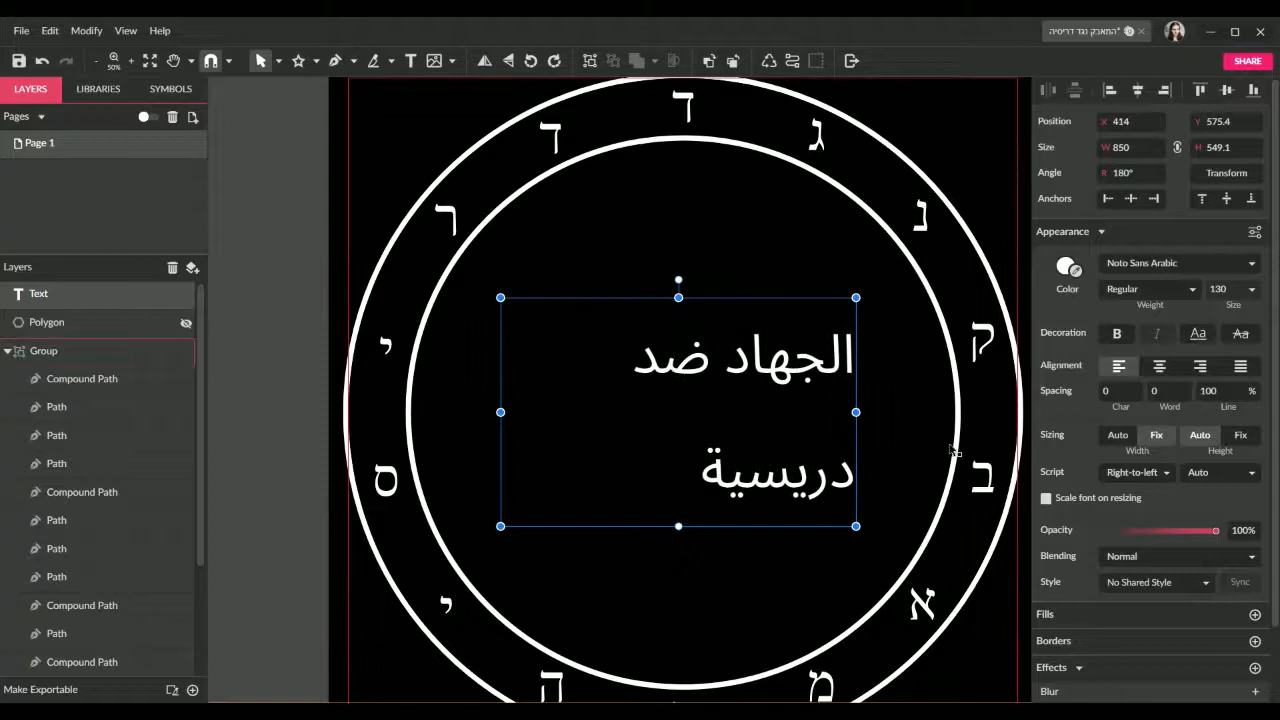 File Edit Modify View Help
המאבק נגד דריסיה*
50%
SHARE
LAYERS LIBRARIES SYMBOLS
Pages
Page 1
Layers
Text
Polygon
Group
Compound Path
Path
Path
Path
Compound Path
Path
Path
Path
Compound Path
Path
Compound Path
Make Exportable
ד
ג
נ
ק
ב
א
מ
ה
י
ס
י
ר
ד
الجهاد ضد
دريسية
Position X 414 Y 575.4
Size W 850 H 549.1
Angle R 180° Transform
Anchors
Appearance
Noto Sans Arabic
Color Regular 130
Weight Size
Decoration B I Aa Aa
Alignment
Spacing 0 0 100 %
Char Word Line
Sizing Auto Fix Auto Fix
Width Height
Script Right-to-left Auto
Scale font on resizing
Opacity 100%
Blending Normal
Style No Shared Style Sync
Fills
Borders
Effects
Blur